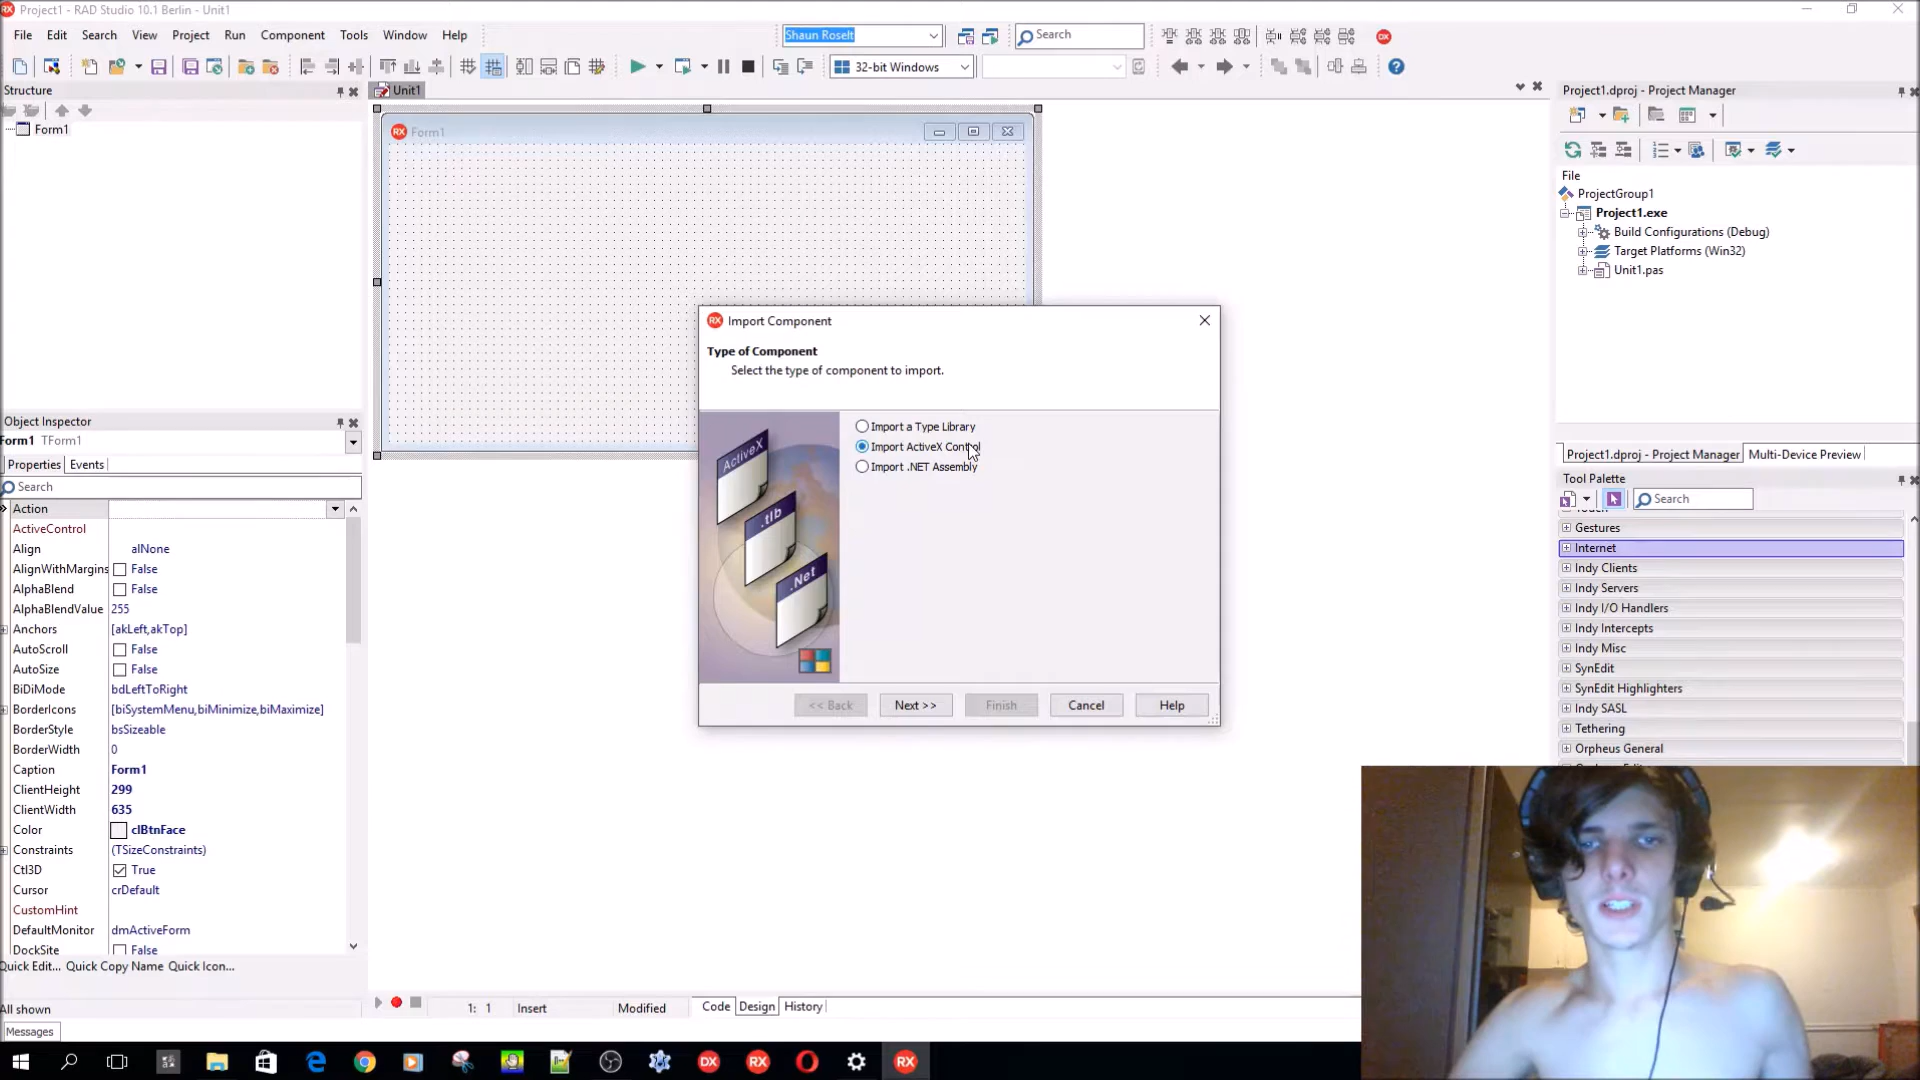 Project1 - RAD Studio 10.1 Berlin - Unit1
File Edit Search View Project Run Component Tools Window Help
Shaun Roselt
Search
32-bit Windows
Structure
Unit1
Project1.dproj - Project Manager
Form1
Form1
File
ProjectGroup1
Project1.exe
Build Configurations (Debug)
Target Platforms (Win32)
Unit1.pas
Import Component
Type of Component
Select the type of component to import.
ActiveX
.tlb
.Net
Import a Type Library
Import ActiveX Control
Import .NET Assembly
<< Back
Next >>
Finish
Cancel
Help
Object Inspector
Form1 TForm1
Properties Events
Search
Action
ActiveControl
Align alNone
AlignWithMargins False
AlphaBlend False
AlphaBlendValue 255
Anchors [akLeft,akTop]
AutoScroll False
AutoSize False
BiDiMode bdLeftToRight
BorderIcons [biSystemMenu,biMinimize,biMaximize]
BorderStyle bsSizeable
BorderWidth 0
Caption Form1
ClientHeight 299
ClientWidth 635
Color clBtnFace
Constraints (TSizeConstraints)
Ctl3D True
Cursor crDefault
CustomHint
DefaultMonitor dmActiveForm
DockSite False
Quick Edit... Quick Copy Name Quick Icon...
All shown
Messages
1: 1 Insert Modified Code Design History
Project1.dproj - Project Manager Multi-Device Preview
Tool Palette
Search
Gestures
Internet
Indy Clients
Indy Servers
Indy I/O Handlers
Indy Intercepts
Indy Misc
SynEdit
SynEdit Highlighters
Indy SASL
Tethering
Orpheus General
RX
DX